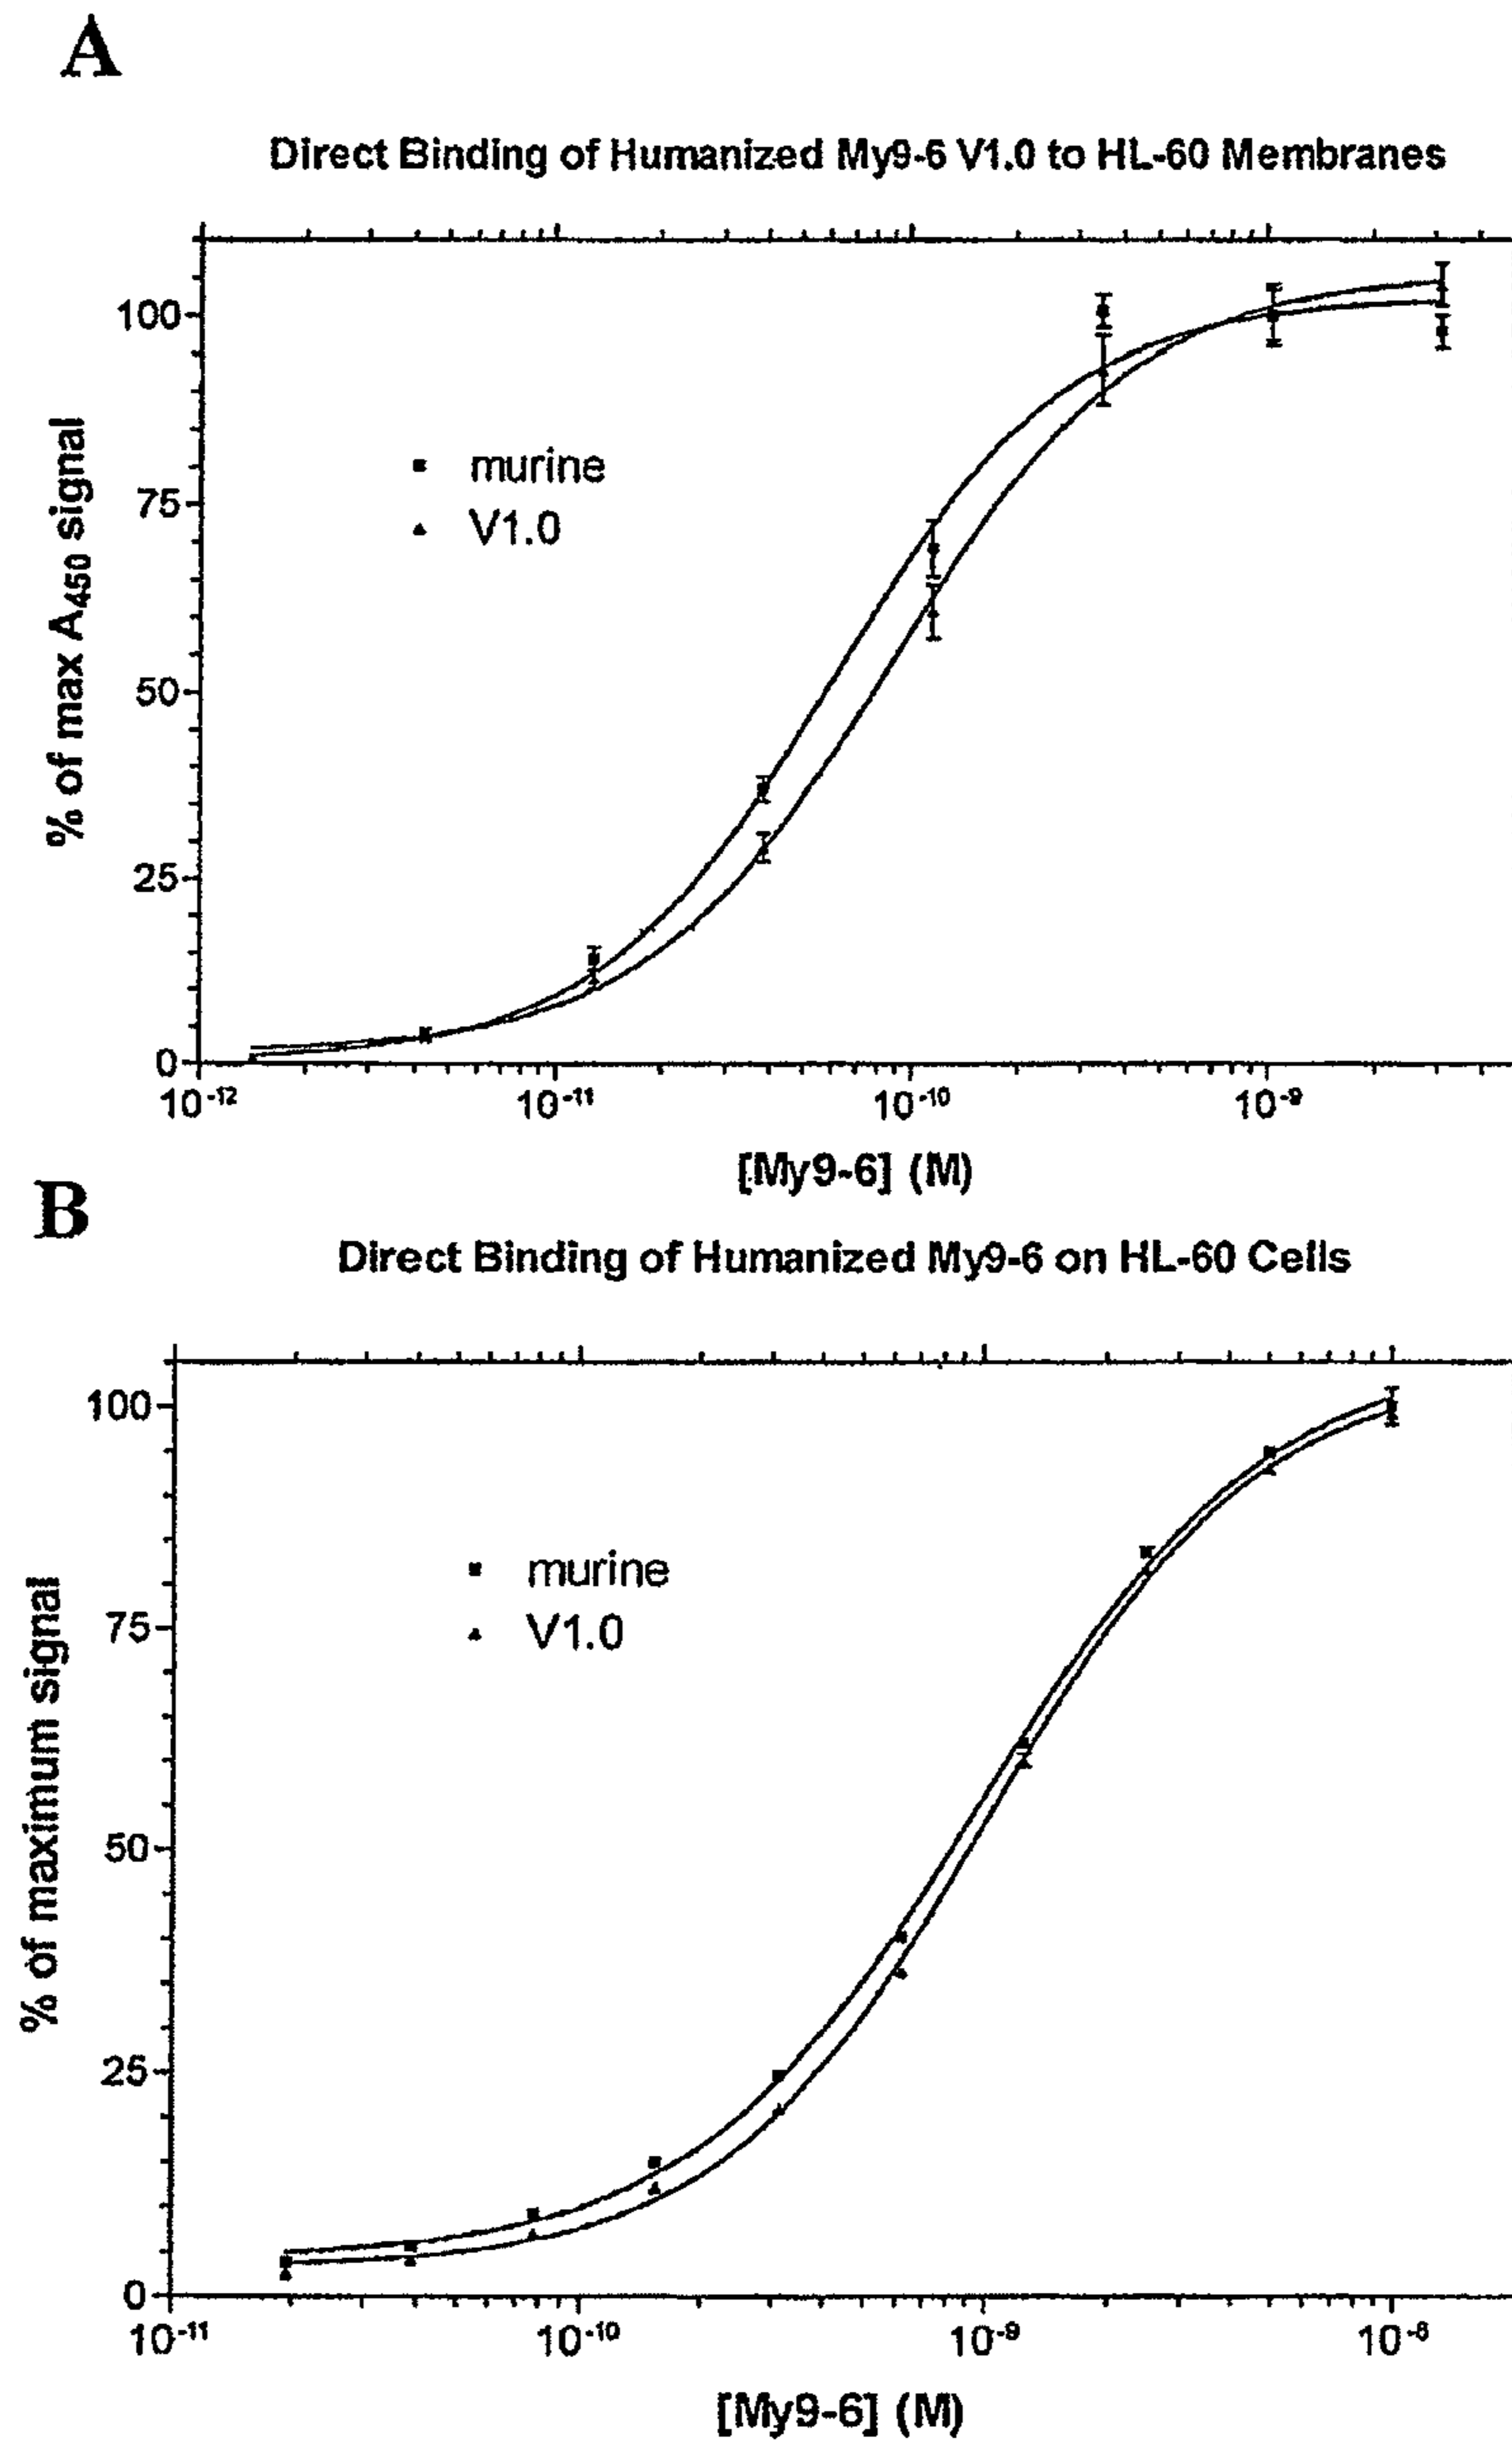 A
Direct Binding of Humanized My9-6 V1.0 to HL-60 Membranes
100
75
50
25
0
% of max A450 signal
murine
V1.0
10-12
10-11
10-10
10-9
[My9-6] (M)
B
Direct Binding of Humanized My9-6 on HL-60 Cells
100
75
50
25
0
% of maximum signal
murine
V1.0
10-11
10-10
10-9
10-8
[My9-6] (M)